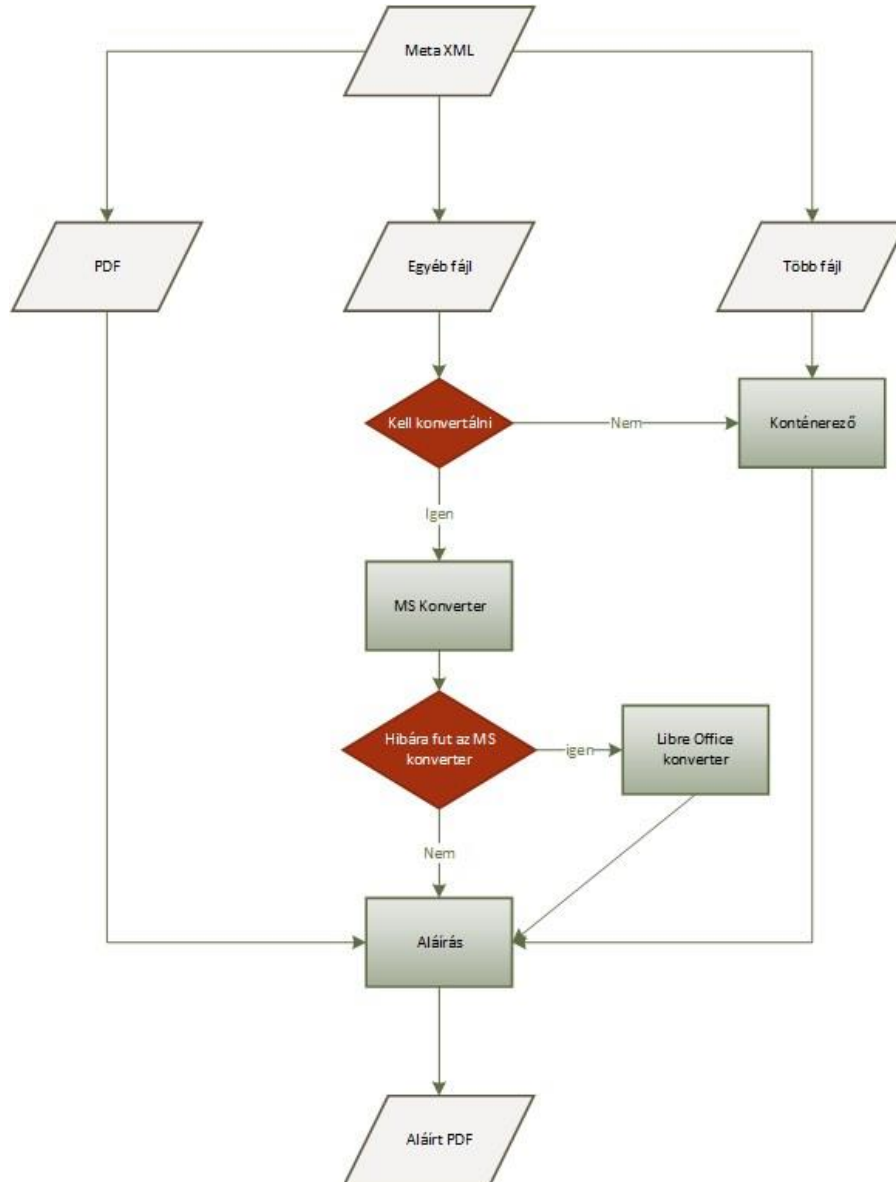 Meta XML
PDF
Egyéb fájl
Több fájl
Kell konvertálni
Nem
Konténerező
Igen
MS Konverter
Hibára fut az MS
konverter
igen
Libre Office
konverter
Nem
Aláírás
Aláírt PDF